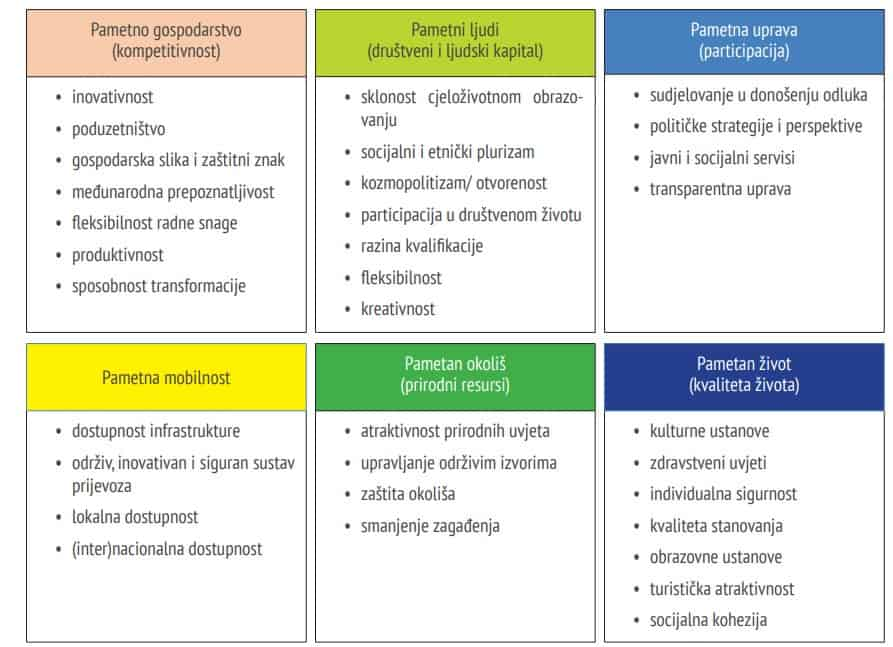 Pametno gospodarstvo
(kompetitivnost)
• inovativnost
• poduzetništvo
• gospodarska slika i zaštitni znak
• međunarodna prepoznatljivost
• fleksibilnost radne snage
• produktivnost
• sposobnost transformacije
Pametni ljudi
(društveni i ljudski kapital)
• sklonost cjeloživotnom obrazo-
vanju
• socijalni i etnički plurizam
• kozmopolitizam/ otvorenost
• participacija u društvenom životu
• razina kvalifikacije
• fleksibilnost
• kreativnost
Pametna uprava
(participacija)
• sudjelovanje u donošenju odluka
• političke strategije i perspektive
• javni i socijalni servisi
• transparentna uprava
Pametna mobilnost
• dostupnost infrastrukture
• održiv, inovativan i siguran sustav
prijevoza
• lokalna dostupnost
• (inter)nacionalna dostupnost
Pametan okoliš
(prirodni resursi)
• atraktivnost prirodnih uvjeta
• upravljanje održivim izvorima
• zaštita okoliša
• smanjenje zagađenja
Pametan život
(kvaliteta života)
• kulturne ustanove
• zdravstveni uvjeti
• individualna sigurnost
• kvaliteta stanovanja
• obrazovne ustanove
• turistička atraktivnost
• socijalna kohezija